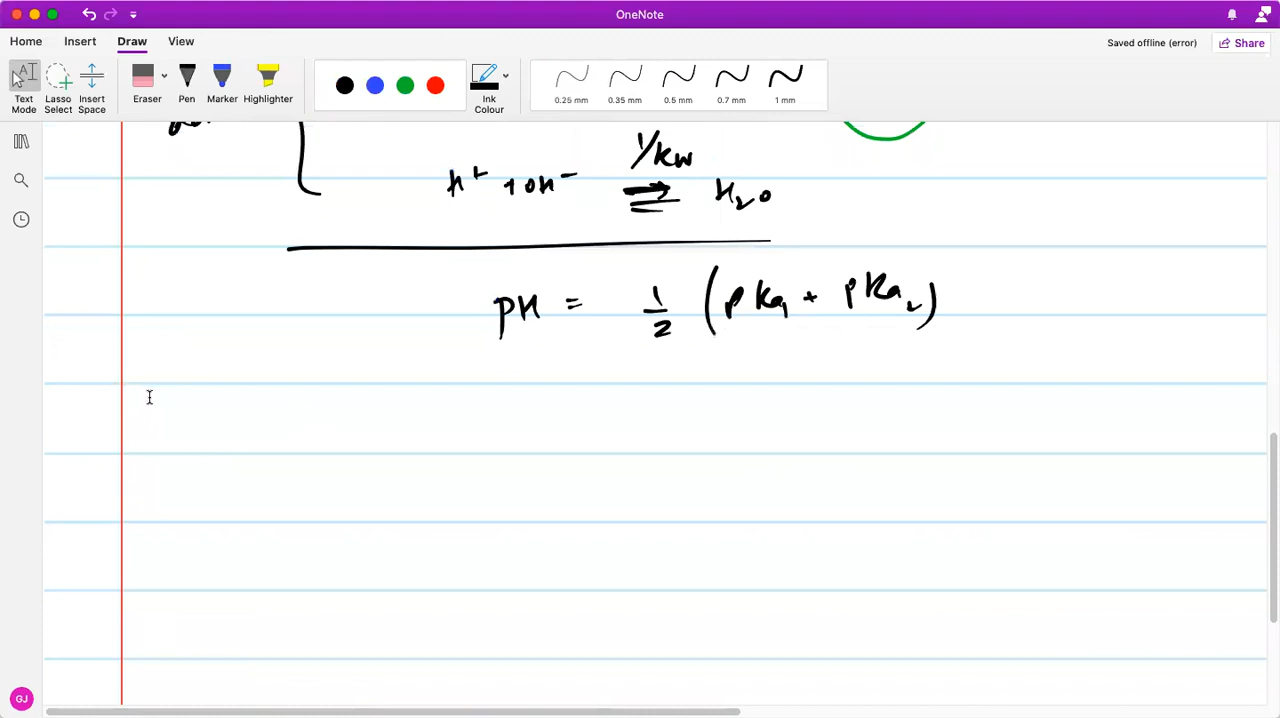 OneNote
Home Insert Draw View
Saved offline (error) Share
Text Mode
Lasso Select
Insert Space
Eraser
Pen
Marker
Highlighter
Ink Colour
0.25 mm 0.35 mm 0.5 mm 0.7 mm 1 mm
1/kw
H⁺ + OH⁻ ⇌ H₂O
pH = 1/2 (pKa₁ + pKa₂)
GJ